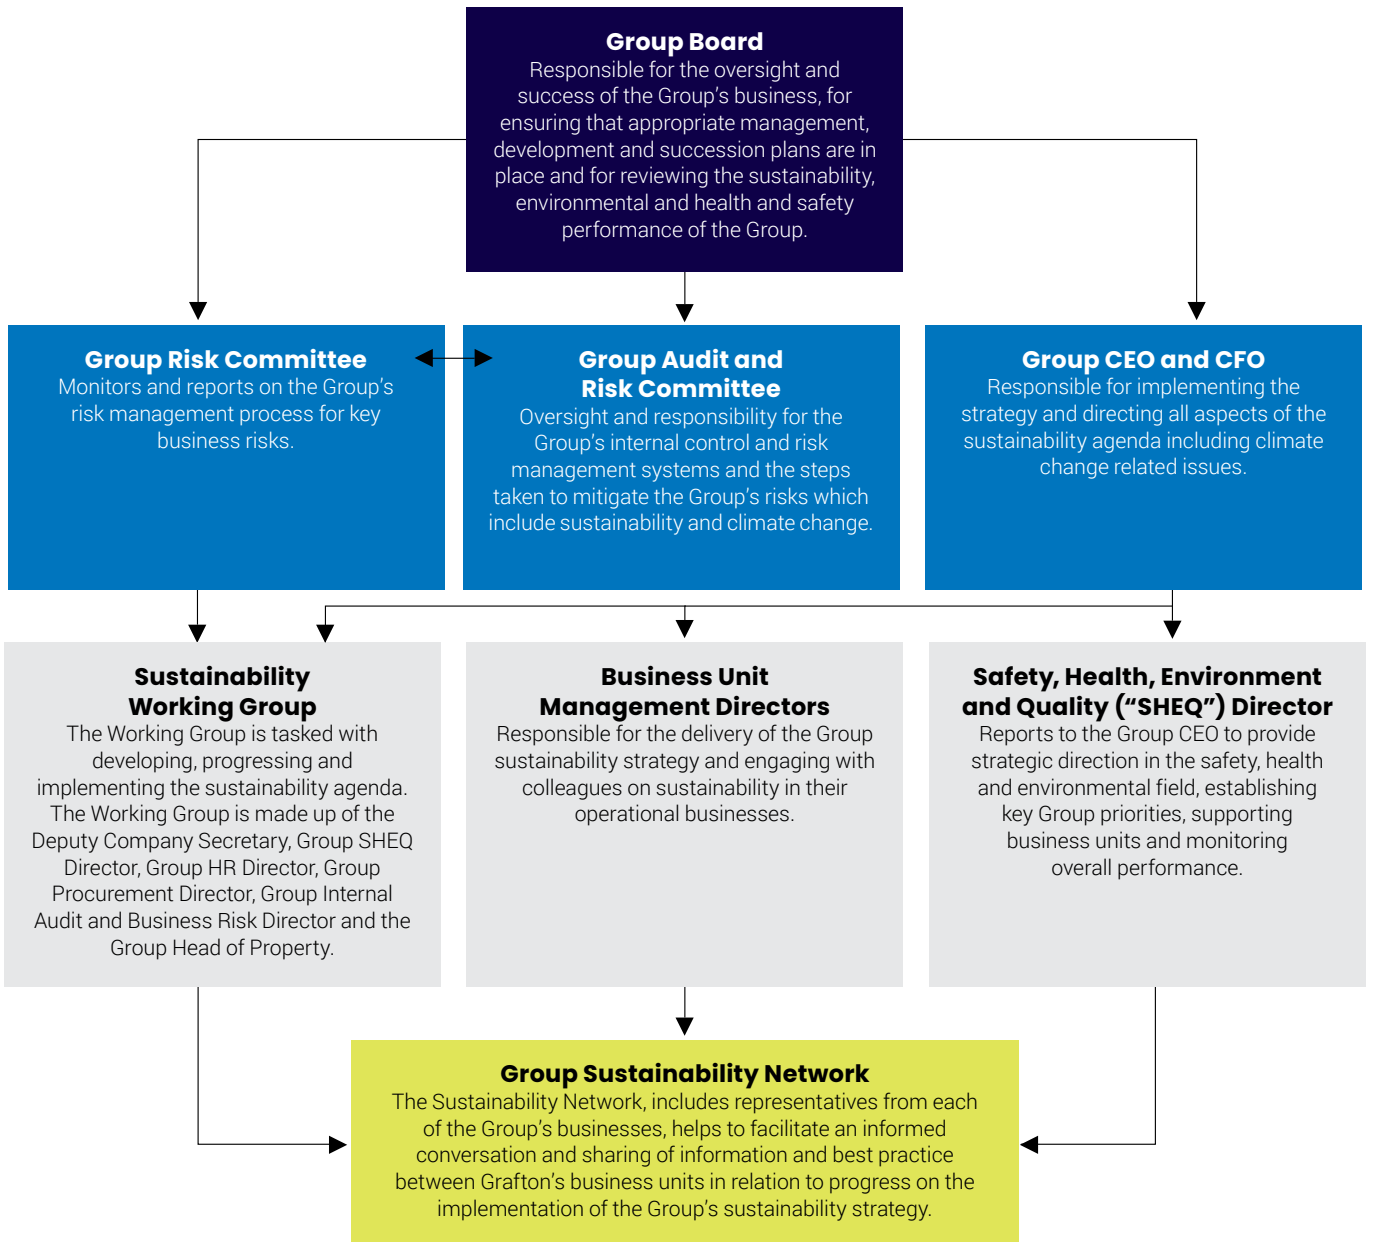 Group Board
Responsible for the oversight and
success of the Group's business, for
ensuring that appropriate management,
development and succession plans are in
place and for reviewing the sustainability,
environmental and health and safety
performance of the Group.
Group Risk Committee
Monitors and reports on the Group's
risk management process for key
business risks.
Group Audit and
Risk Committee
Oversight and responsibility for the
Group's internal control and risk
management systems and the steps
taken to mitigate the Group's risks which
include sustainability and climate change.
Group CEO and CFO
Responsible for implementing the
strategy and directing all aspects of the
sustainability agenda including climate
change related issues.
Sustainability
Working Group
The Working Group is tasked with
developing, progressing and
implementing the sustainability agenda.
The Working Group is made up of the
Deputy Company Secretary, Group SHEQ
Director, Group HR Director, Group
Procurement Director, Group Internal
Audit and Business Risk Director and the
Group Head of Property.
Business Unit
Management Directors
Responsible for the delivery of the Group
sustainability strategy and engaging with
colleagues on sustainability in their
operational businesses.
Safety, Health, Environment
and Quality (“SHEQ”) Director
Reports to the Group CEO to provide
strategic direction in the safety, health
and environmental field, establishing
key Group priorities, supporting
business units and monitoring
overall performance.
Group Sustainability Network
The Sustainability Network, includes representatives from each
of the Group's businesses, helps to facilitate an informed
conversation and sharing of information and best practice
between Grafton's business units in relation to progress on the
implementation of the Group's sustainability strategy.